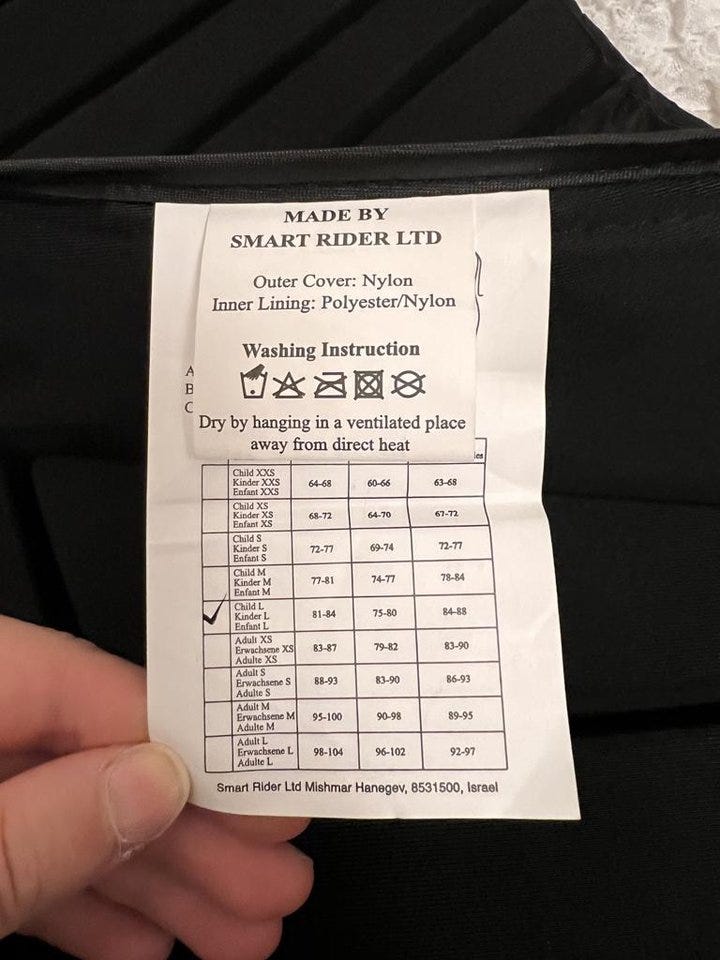 MADE BY
SMART RIDER LTD
Outer Cover: Nylon
Inner Lining: Polyester/Nylon
Washing Instruction
A
B
C
Dry by hanging in a ventilated place
away from direct heat
Child XXS
Kinder XXS 64-68 60-66 63-68
Enfant XXS
Child XS
Kinder XS 68-72 64-70 67-72
Enfant XS
Child S
Kinder S 72-77 69-74 72-77
Enfant S
Child M
Kinder M 77-81 74-77 78-84
Enfant M
Child L
Kinder L 81-84 75-80 84-88
Enfant L
Adult XS
Erwachsene XS 83-87 79-82 83-90
Adulte XS
Adult S
Erwachsene S 88-93 83-90 86-93
Adulte S
Adult M
Erwachsene M 95-100 90-98 89-95
Adulte M
Adult L
Erwachsene L 98-104 96-102 92-97
Adulte L
Smart Rider Ltd Mishmar Hanegev, 8531500, Israel